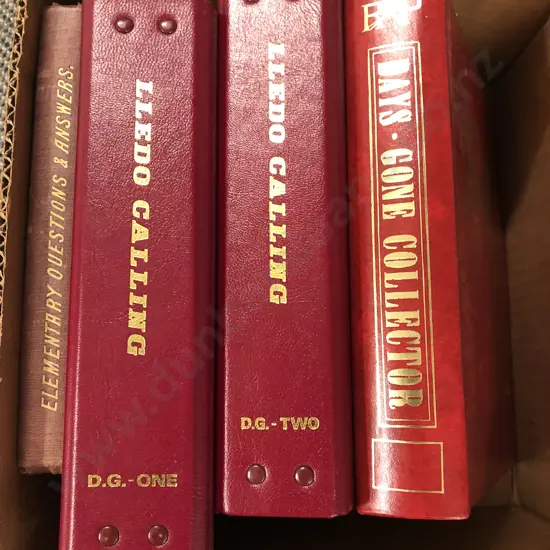 ELEMENTARY QUESTIONS & ANSWERS.
LLEDO CALLING
D.G.-ONE
LLEDO CALLING
D.G.-TWO
DAYS · GONE COLLECTOR